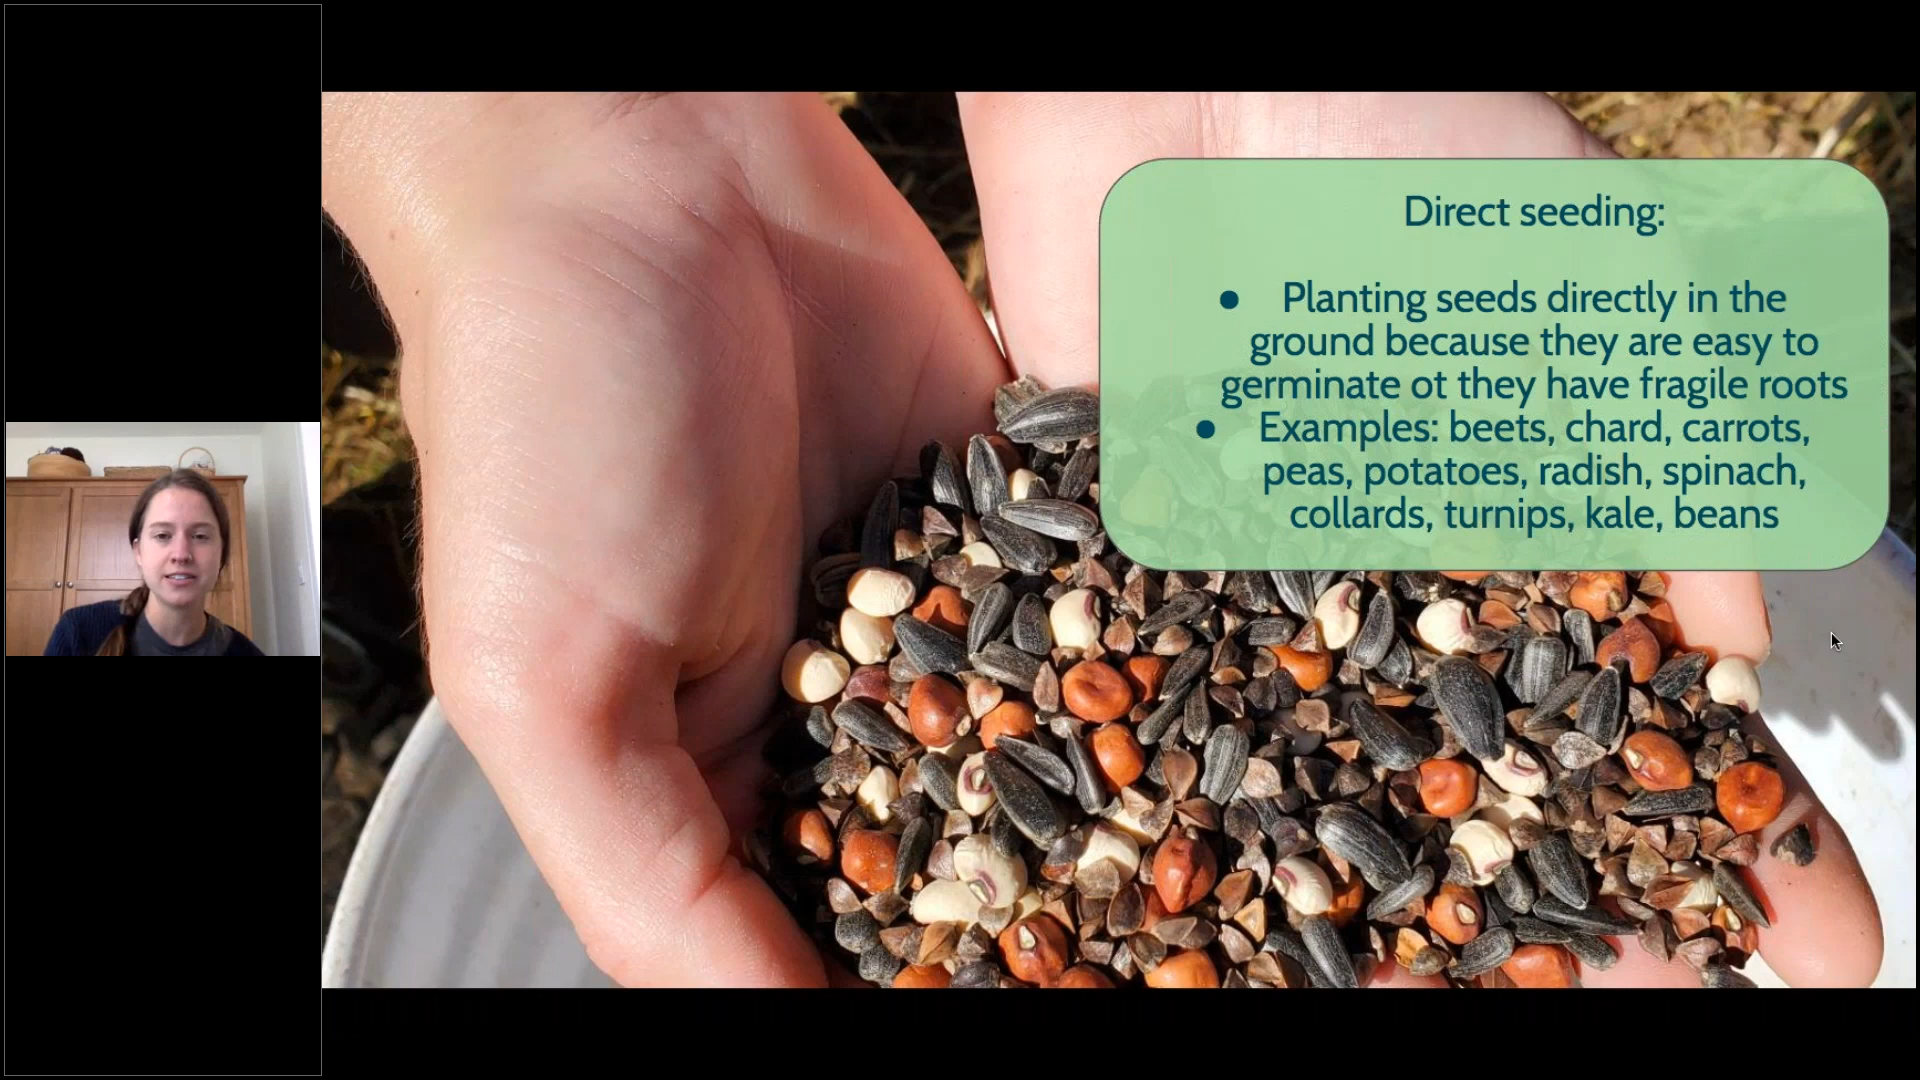 Direct seeding:
● Planting seeds directly in the
ground because they are easy to
germinate ot they have fragile roots
● Examples: beets, chard, carrots,
peas, potatoes, radish, spinach,
collards, turnips, kale, beans